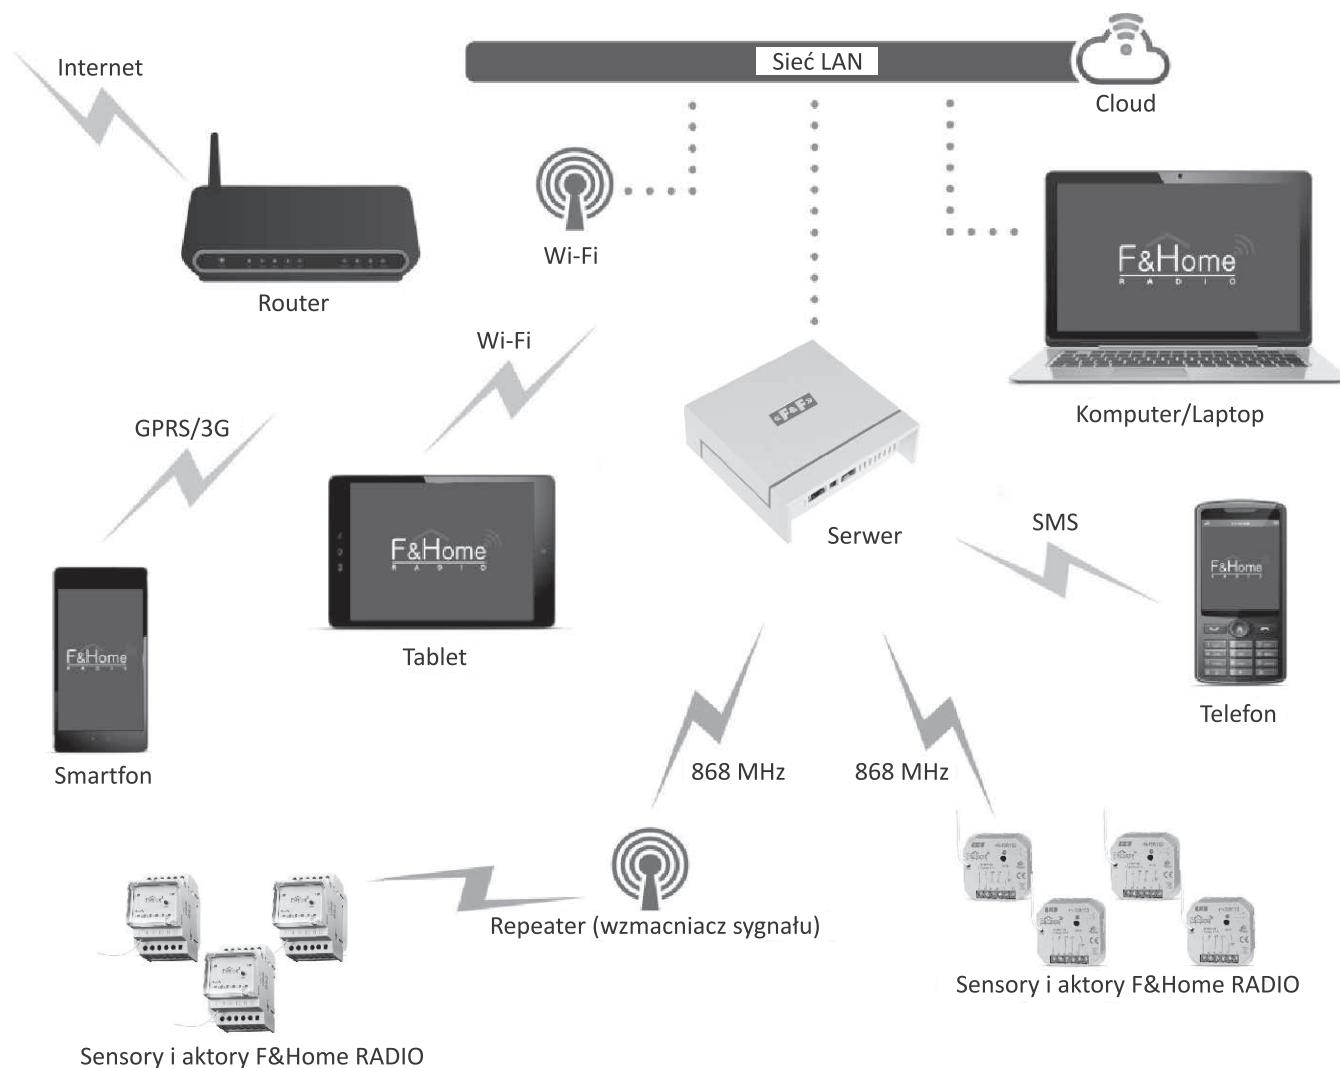 Sieć LAN
Internet
Cloud
Wi-Fi
Router
F&Home
RADIO
Wi-Fi
Komputer/Laptop
GPRS/3G
F&F
Serwer
SMS
F&Home
RADIO
F&Home
RADIO
Tablet
F&Home
RADIO
Telefon
Smartfon
868 MHz
868 MHz
Repeater (wzmacniacz sygnału)
Sensory i aktory F&Home RADIO
Sensory i aktory F&Home RADIO